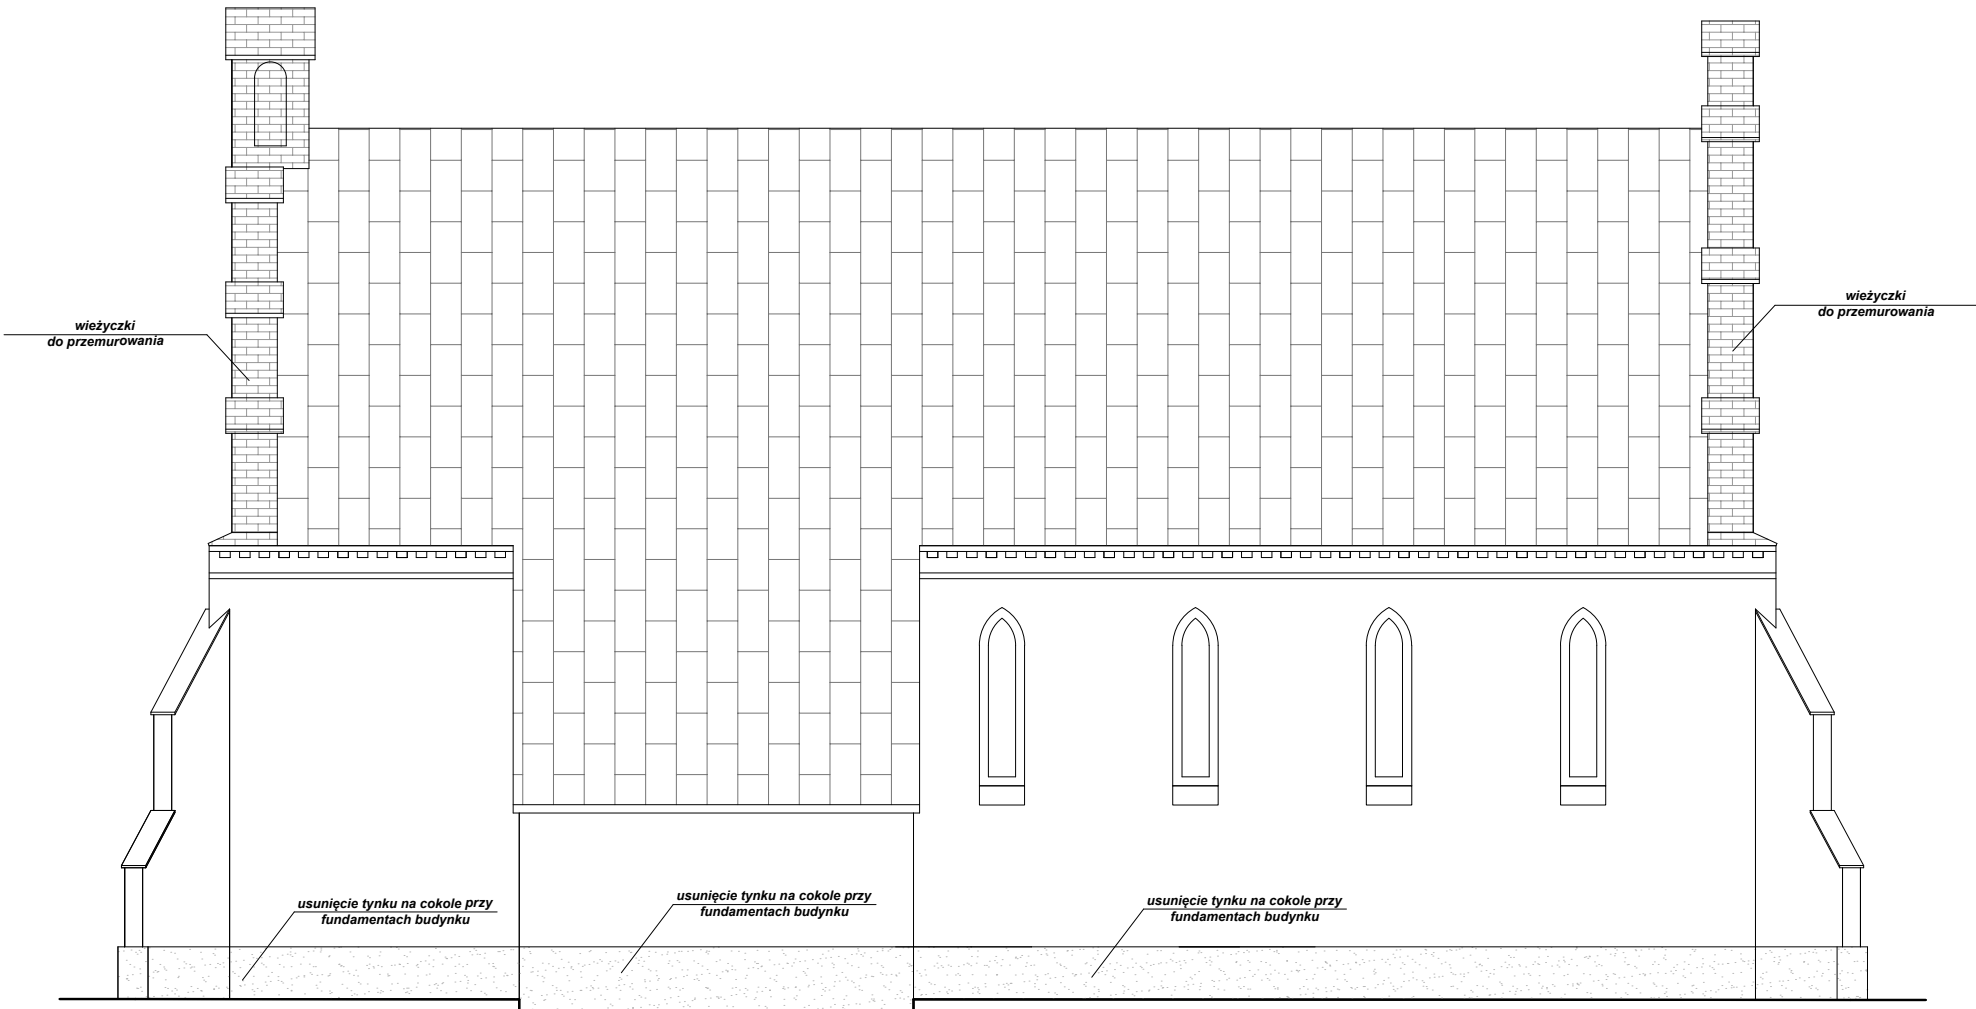 wieżyczki
do przemurowania
wieżyczki
do przemurowania
usunięcie tynku na cokole przy
fundamentach budynku
usunięcie tynku na cokole przy
fundamentach budynku
usunięcie tynku na cokole przy
fundamentach budynku